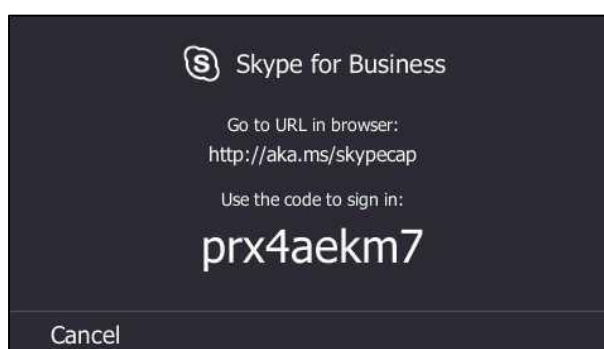 Skype for Business
Go to URL in browser:
http://aka.ms/skypecap
Use the code to sign in:
prx4aekm7
Cancel